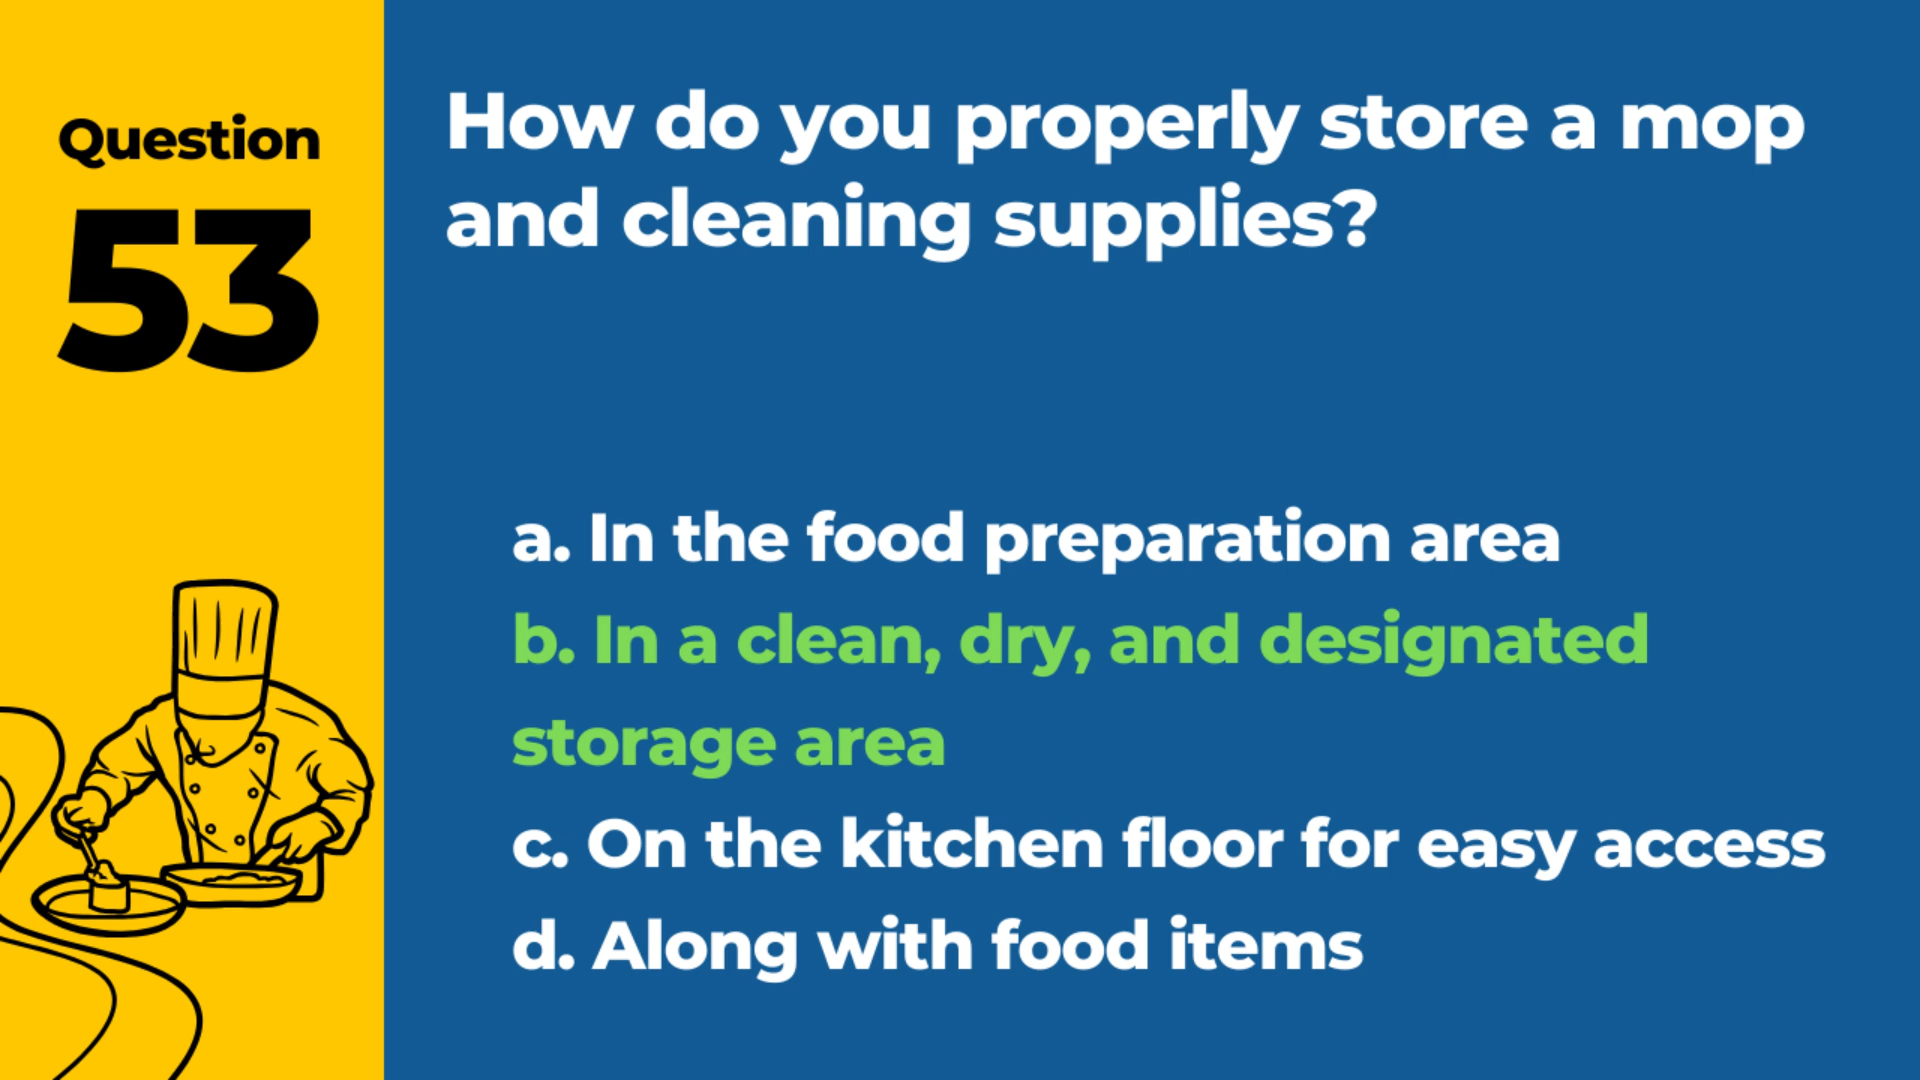 Question
53
How do you properly store a mop
and cleaning supplies?
a. In the food preparation area
b. In a clean, dry, and designated
storage area
c. On the kitchen floor for easy access
d. Along with food items